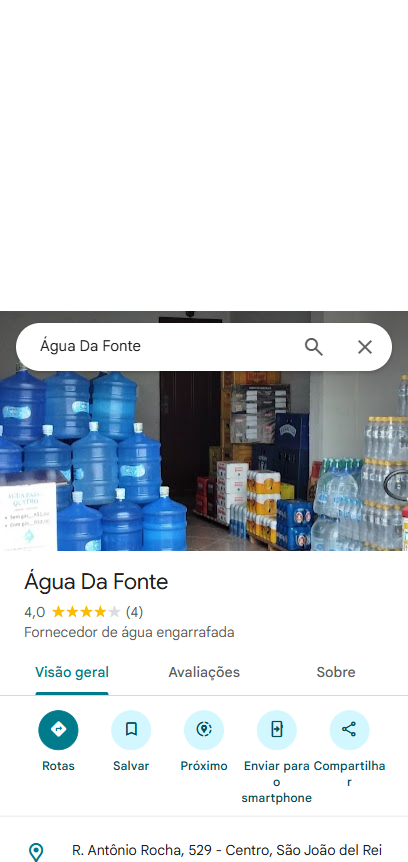 Água Da Fonte
Água Da Fonte
4,0 (4)
Fornecedor de água engarrafada
Visão geral Avaliações Sobre
Rotas Salvar Próximo Enviar para Compartilha
o r
smartphone
R. Antônio Rocha, 529 - Centro, São João del Rei